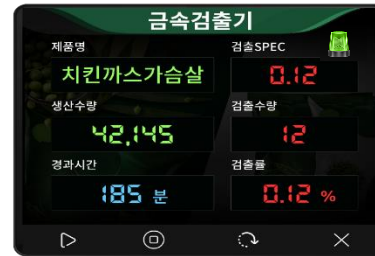 금속검출기
제품명 검출SPEC
치킨까스가슴살 0.12
생산수량 검출수량
42,145 12
경과시간 검출률
185 분 0.12 %